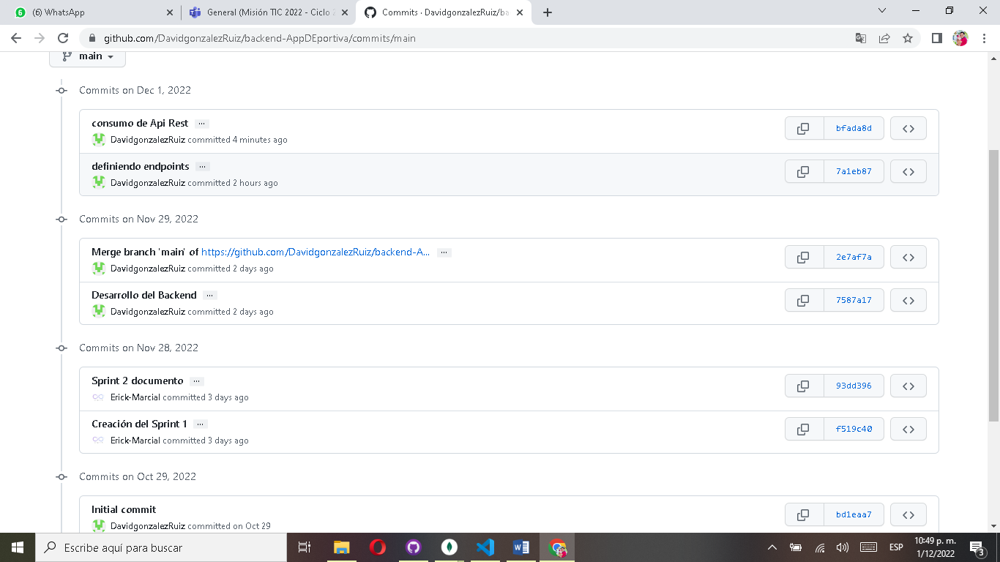 (6) WhatsApp
General (Misión TIC 2022 - Ciclo
Commits · DavidgonzalezRuiz/ba
github.com/DavidgonzalezRuiz/backend-AppDEportiva/commits/main
main
Commits on Dec 1, 2022
consumo de Api Rest ...
DavidgonzalezRuiz committed 4 minutes ago
bfada8d
definiendo endpoints ...
DavidgonzalezRuiz committed 2 hours ago
7a1eb87
Commits on Nov 29, 2022
Merge branch 'main' of https://github.com/DavidgonzalezRuiz/backend-A... ...
DavidgonzalezRuiz committed 2 days ago
2e7af7a
Desarrollo del Backend ...
DavidgonzalezRuiz committed 2 days ago
7587a17
Commits on Nov 28, 2022
Sprint 2 documento ...
Erick-Marcial committed 3 days ago
93dd396
Creación del Sprint 1 ...
Erick-Marcial committed 3 days ago
f519c40
Commits on Oct 29, 2022
Initial commit
DavidgonzalezRuiz committed on Oct 29
bd1eaa7
Escribe aquí para buscar
ESP
10:49 p. m.
1/12/2022
3